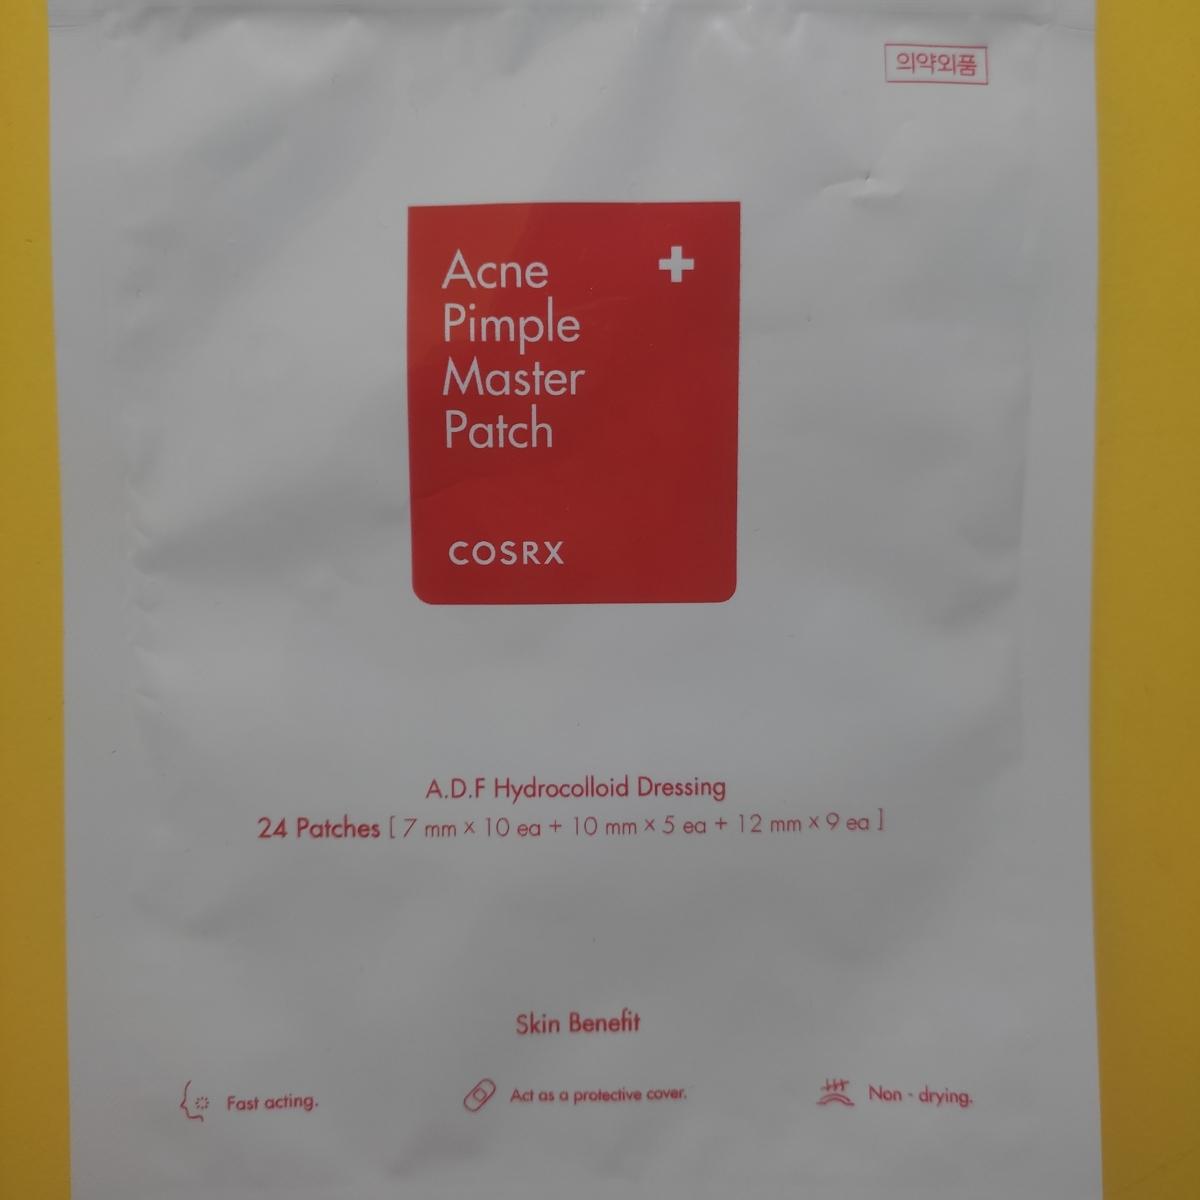 의약외품
Acne
Pimple
Master
Patch
COSRX
A.D.F Hydrocolloid Dressing
24 Patches [ 7 mm × 10 ea + 10 mm × 5 ea + 12 mm × 9 ea ]
Skin Benefit
Fast acting.
Act as a protective cover.
Non - drying.